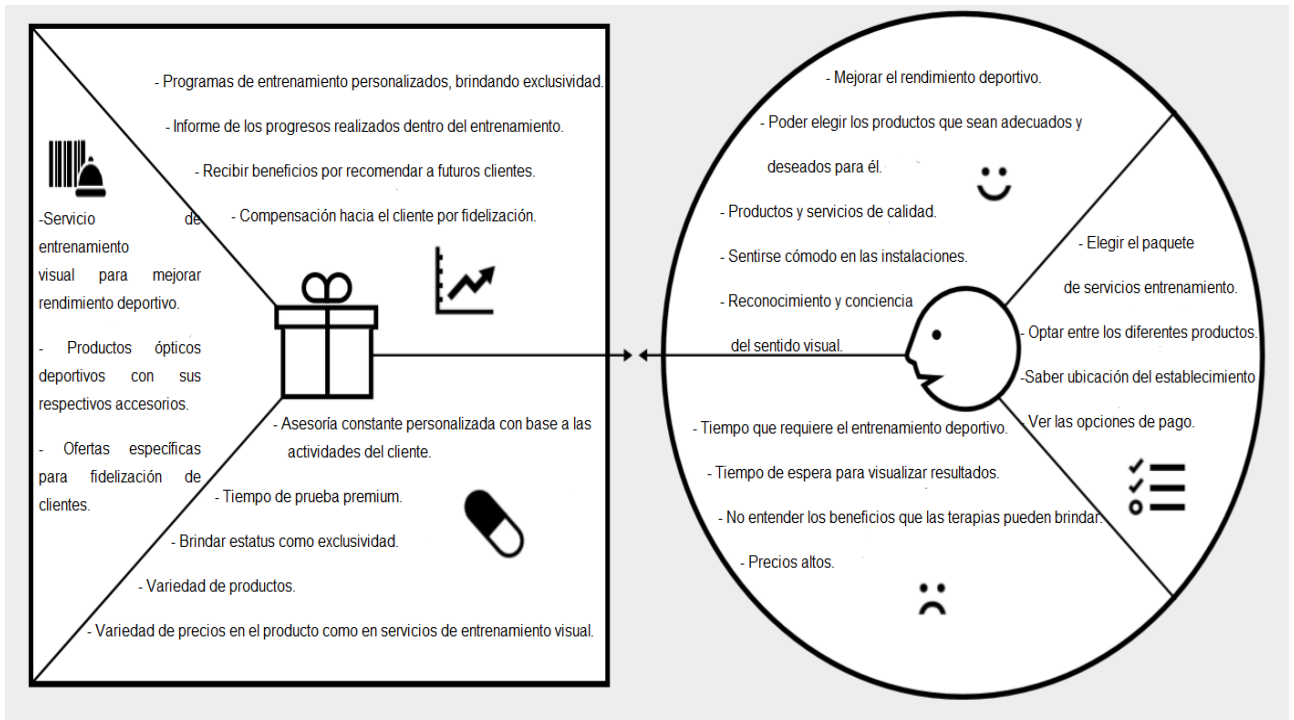 - Programas de entrenamiento personalizados, brindando exclusividad.
- Informe de los progresos realizados dentro del entrenamiento.
- Recibir beneficios por recomendar a futuros clientes.
- Compensación hacia el cliente por fidelización.
-Servicio de
entrenamiento
visual para mejorar
rendimiento deportivo.
- Productos ópticos
deportivos con sus
respectivos accesorios.
- Ofertas específicas
para fidelización de
clientes.
- Asesoría constante personalizada con base a las
actividades del cliente.
- Tiempo de prueba premium.
- Brindar estatus como exclusividad.
- Variedad de productos.
- Variedad de precios en el producto como en servicios de entrenamiento visual.
- Mejorar el rendimiento deportivo.
- Poder elegir los productos que sean adecuados y
deseados para él.
- Productos y servicios de calidad.
- Sentirse cómodo en las instalaciones.
- Reconocimiento y conciencia
del sentido visual.
- Elegir el paquete
de servicios entrenamiento.
- Optar entre los diferentes productos.
-Saber ubicación del establecimiento
- Ver las opciones de pago.
- Tiempo que requiere el entrenamiento deportivo.
- Tiempo de espera para visualizar resultados.
- No entender los beneficios que las terapias pueden brindar.
- Precios altos.